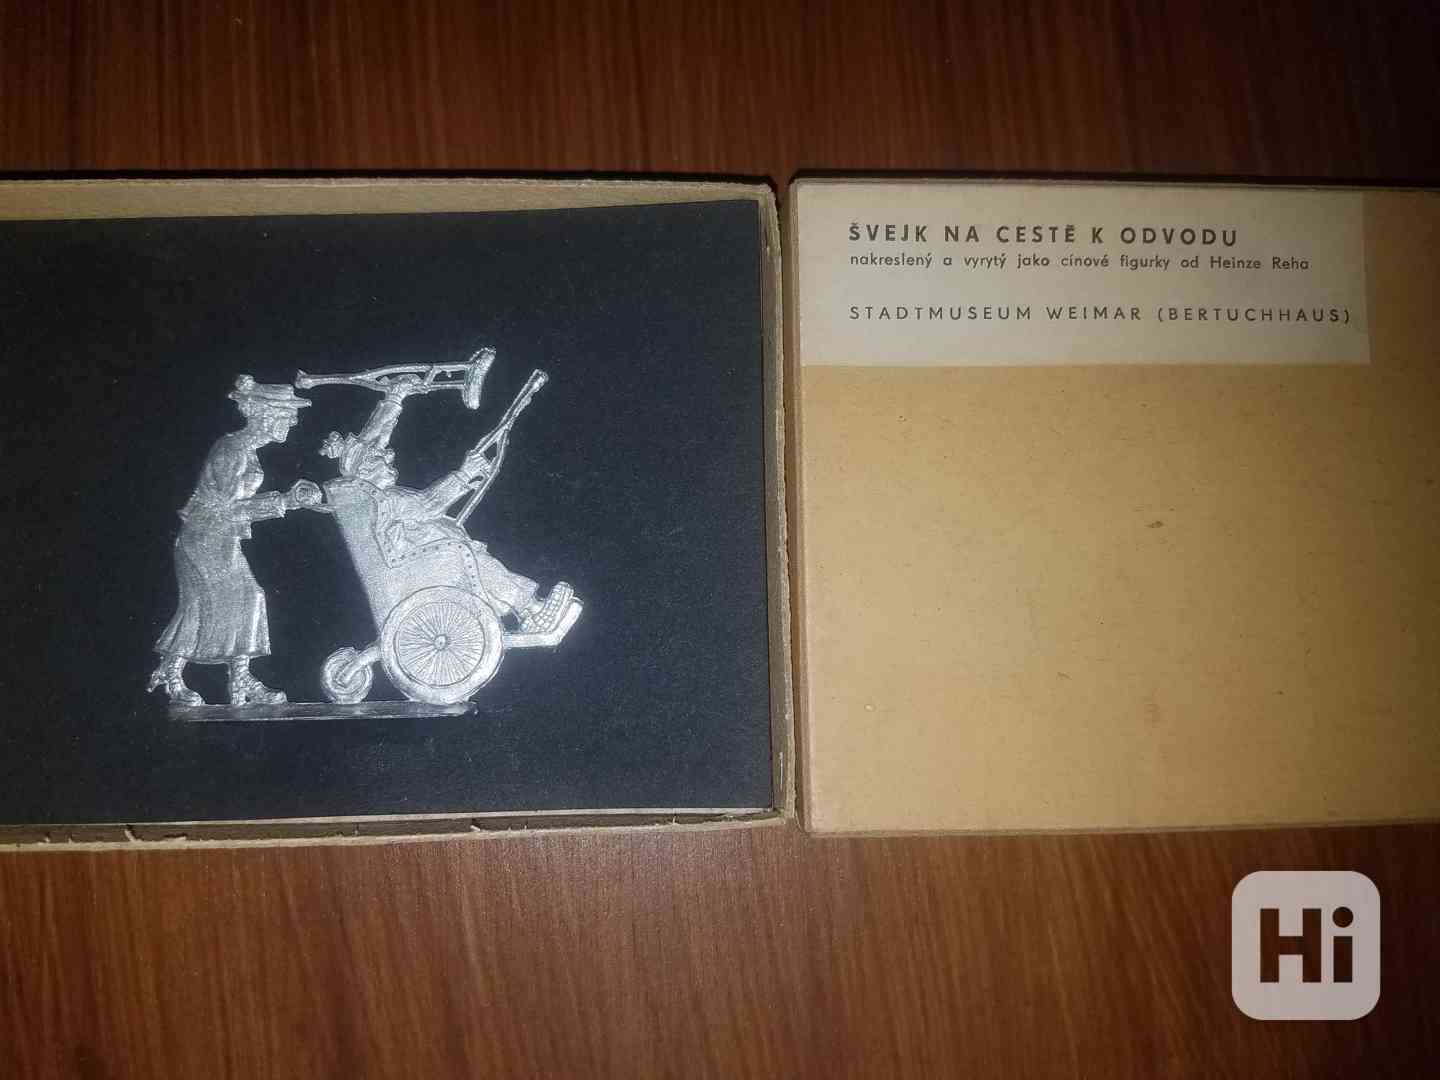 ŠVEJK NA CESTĚ K ODVODU
nakreslený a vyrytý jako cínové figurky od Heinze Reha
STADTMUSEUM WEIMAR (BERTUCHHAUS)
Hi